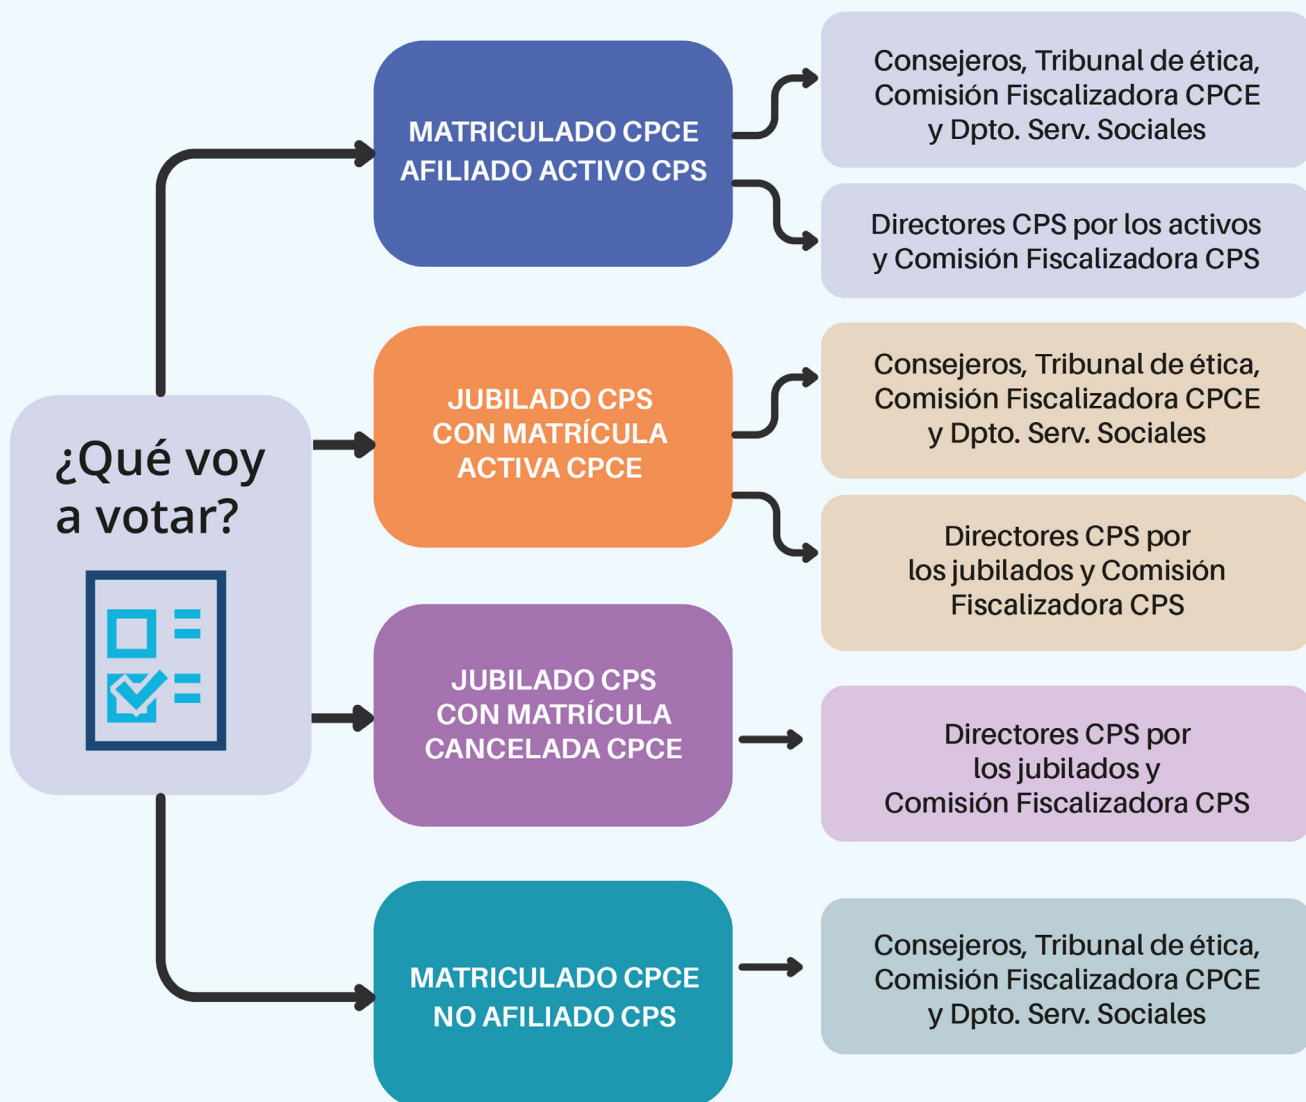 ¿Qué voy
a votar?
MATRICULADO CPCE
AFILIADO ACTIVO CPS
Consejeros, Tribunal de ética,
Comisión Fiscalizadora CPCE
y Dpto. Serv. Sociales
Directores CPS por los activos
y Comisión Fiscalizadora CPS
JUBILADO CPS
CON MATRÍCULA
ACTIVA CPCE
Consejeros, Tribunal de ética,
Comisión Fiscalizadora CPCE
y Dpto. Serv. Sociales
Directores CPS por
los jubilados y Comisión
Fiscalizadora CPS
JUBILADO CPS
CON MATRÍCULA
CANCELADA CPCE
Directores CPS por
los jubilados y
Comisión Fiscalizadora CPS
MATRICULADO CPCE
NO AFILIADO CPS
Consejeros, Tribunal de ética,
Comisión Fiscalizadora CPCE
y Dpto. Serv. Sociales